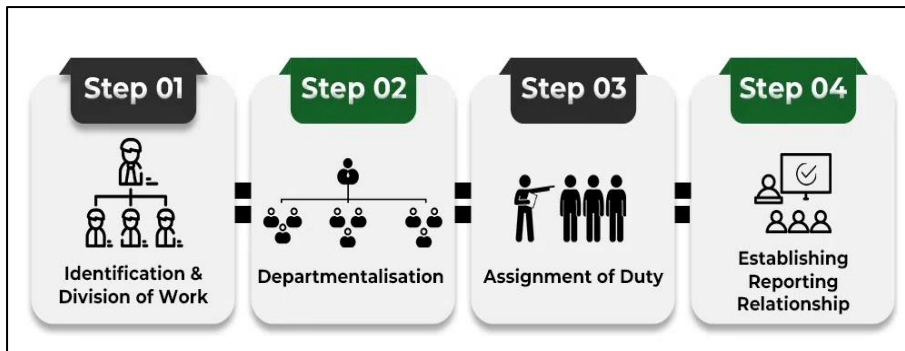 Step 01
Step 02
Step 03
Step 04
Identification &
Division of Work
Departmentalisation
Assignment of Duty
Establishing
Reporting
Relationship